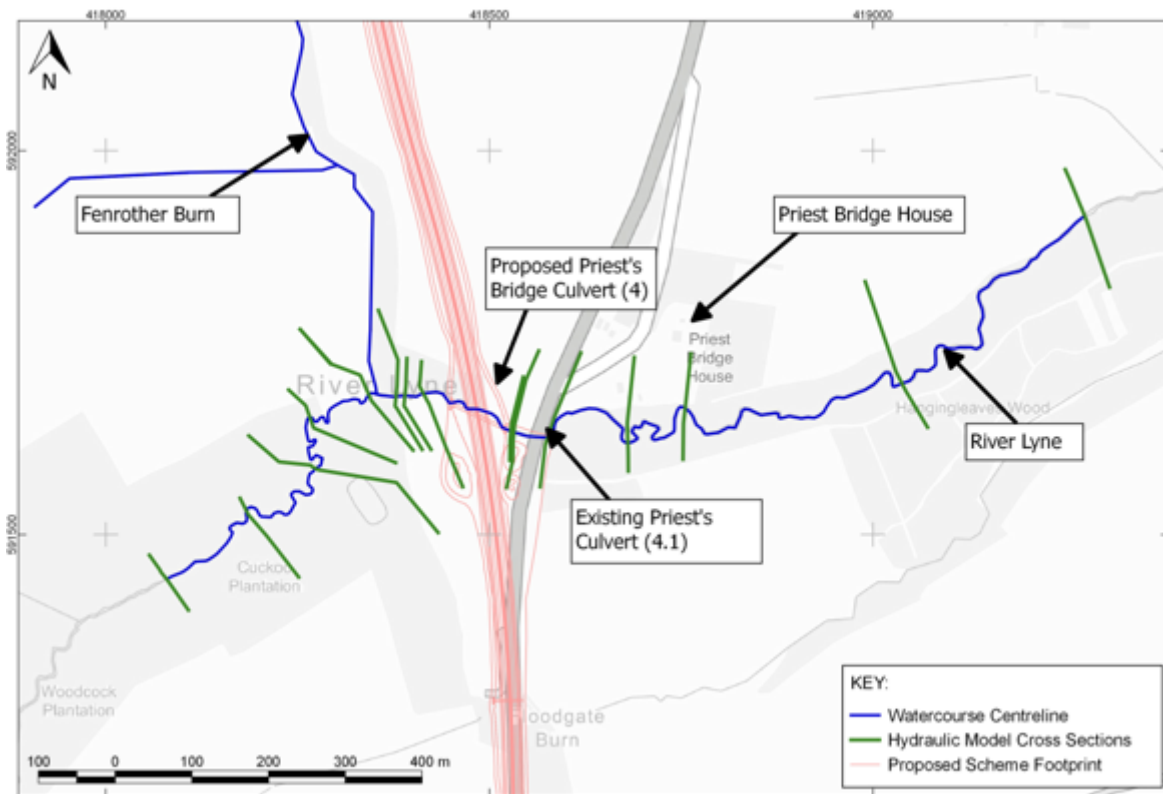 418000
418500
419000
N
592000
Fenrother Burn
Priest Bridge House
Proposed Priest's
Bridge Culvert (4)
Priest
Bridge
House
River Lyne
Hangingleaves Wood
River Lyne
Existing Priest's
Culvert (4.1)
591500
Cuckoo
Plantation
Woodcock
Plantation
Floodgate
Burn
KEY:
Watercourse Centreline
Hydraulic Model Cross Sections
Proposed Scheme Footprint
100 0 100 200 300 400 m